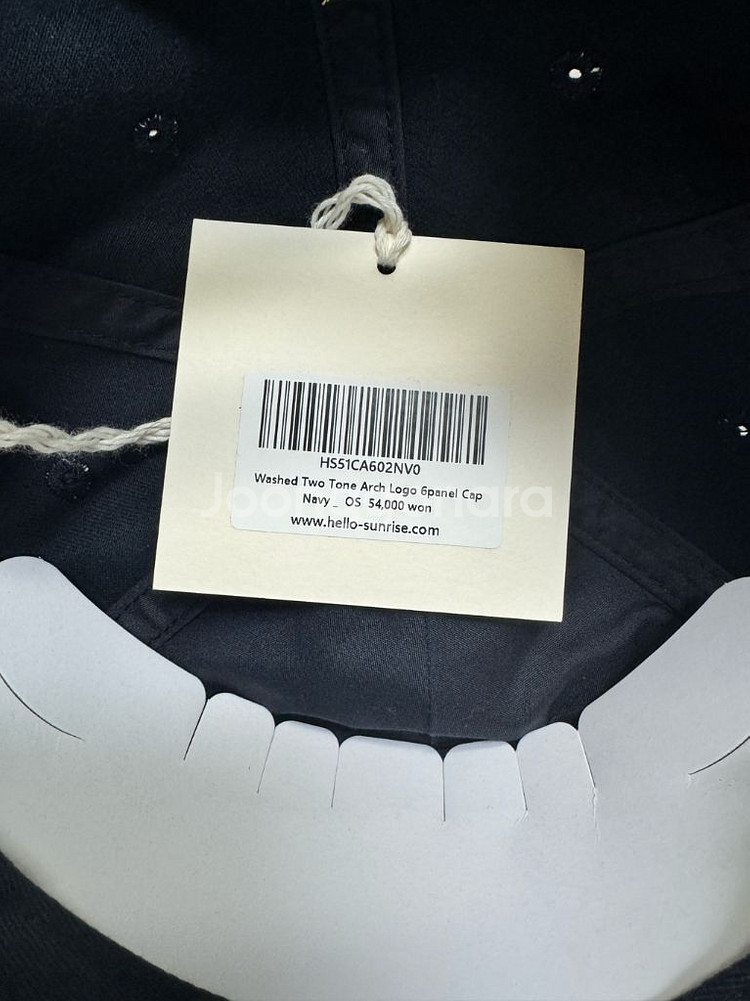 HS51CA602NV0
Washed Two Tone Arch Logo 6panel Cap
Navy _ OS 54,000 won
www.hello-sunrise.com